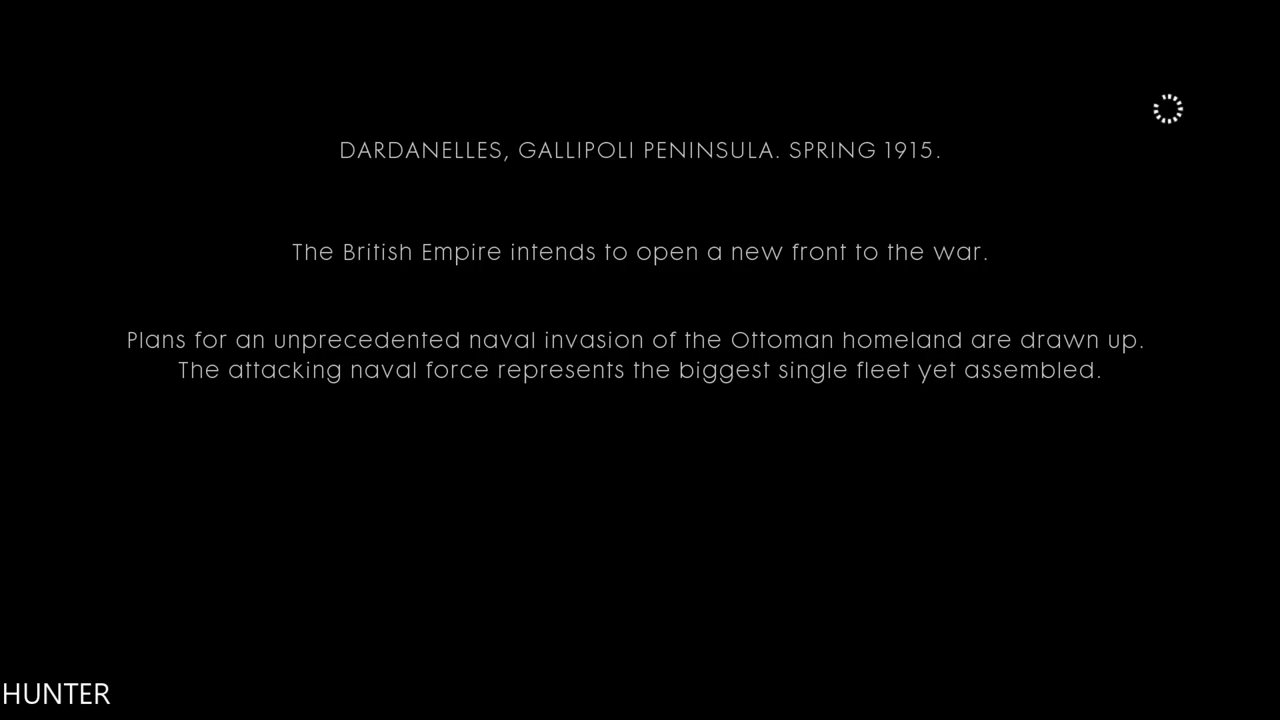 DARDANELLES, GALLIPOLI PENINSULA. SPRING 1915.
The British Empire intends to open a new front to the war.
Plans for an unprecedented naval invasion of the Ottoman homeland are drawn up.
The attacking naval force represents the biggest single fleet yet assembled.
HUNTER